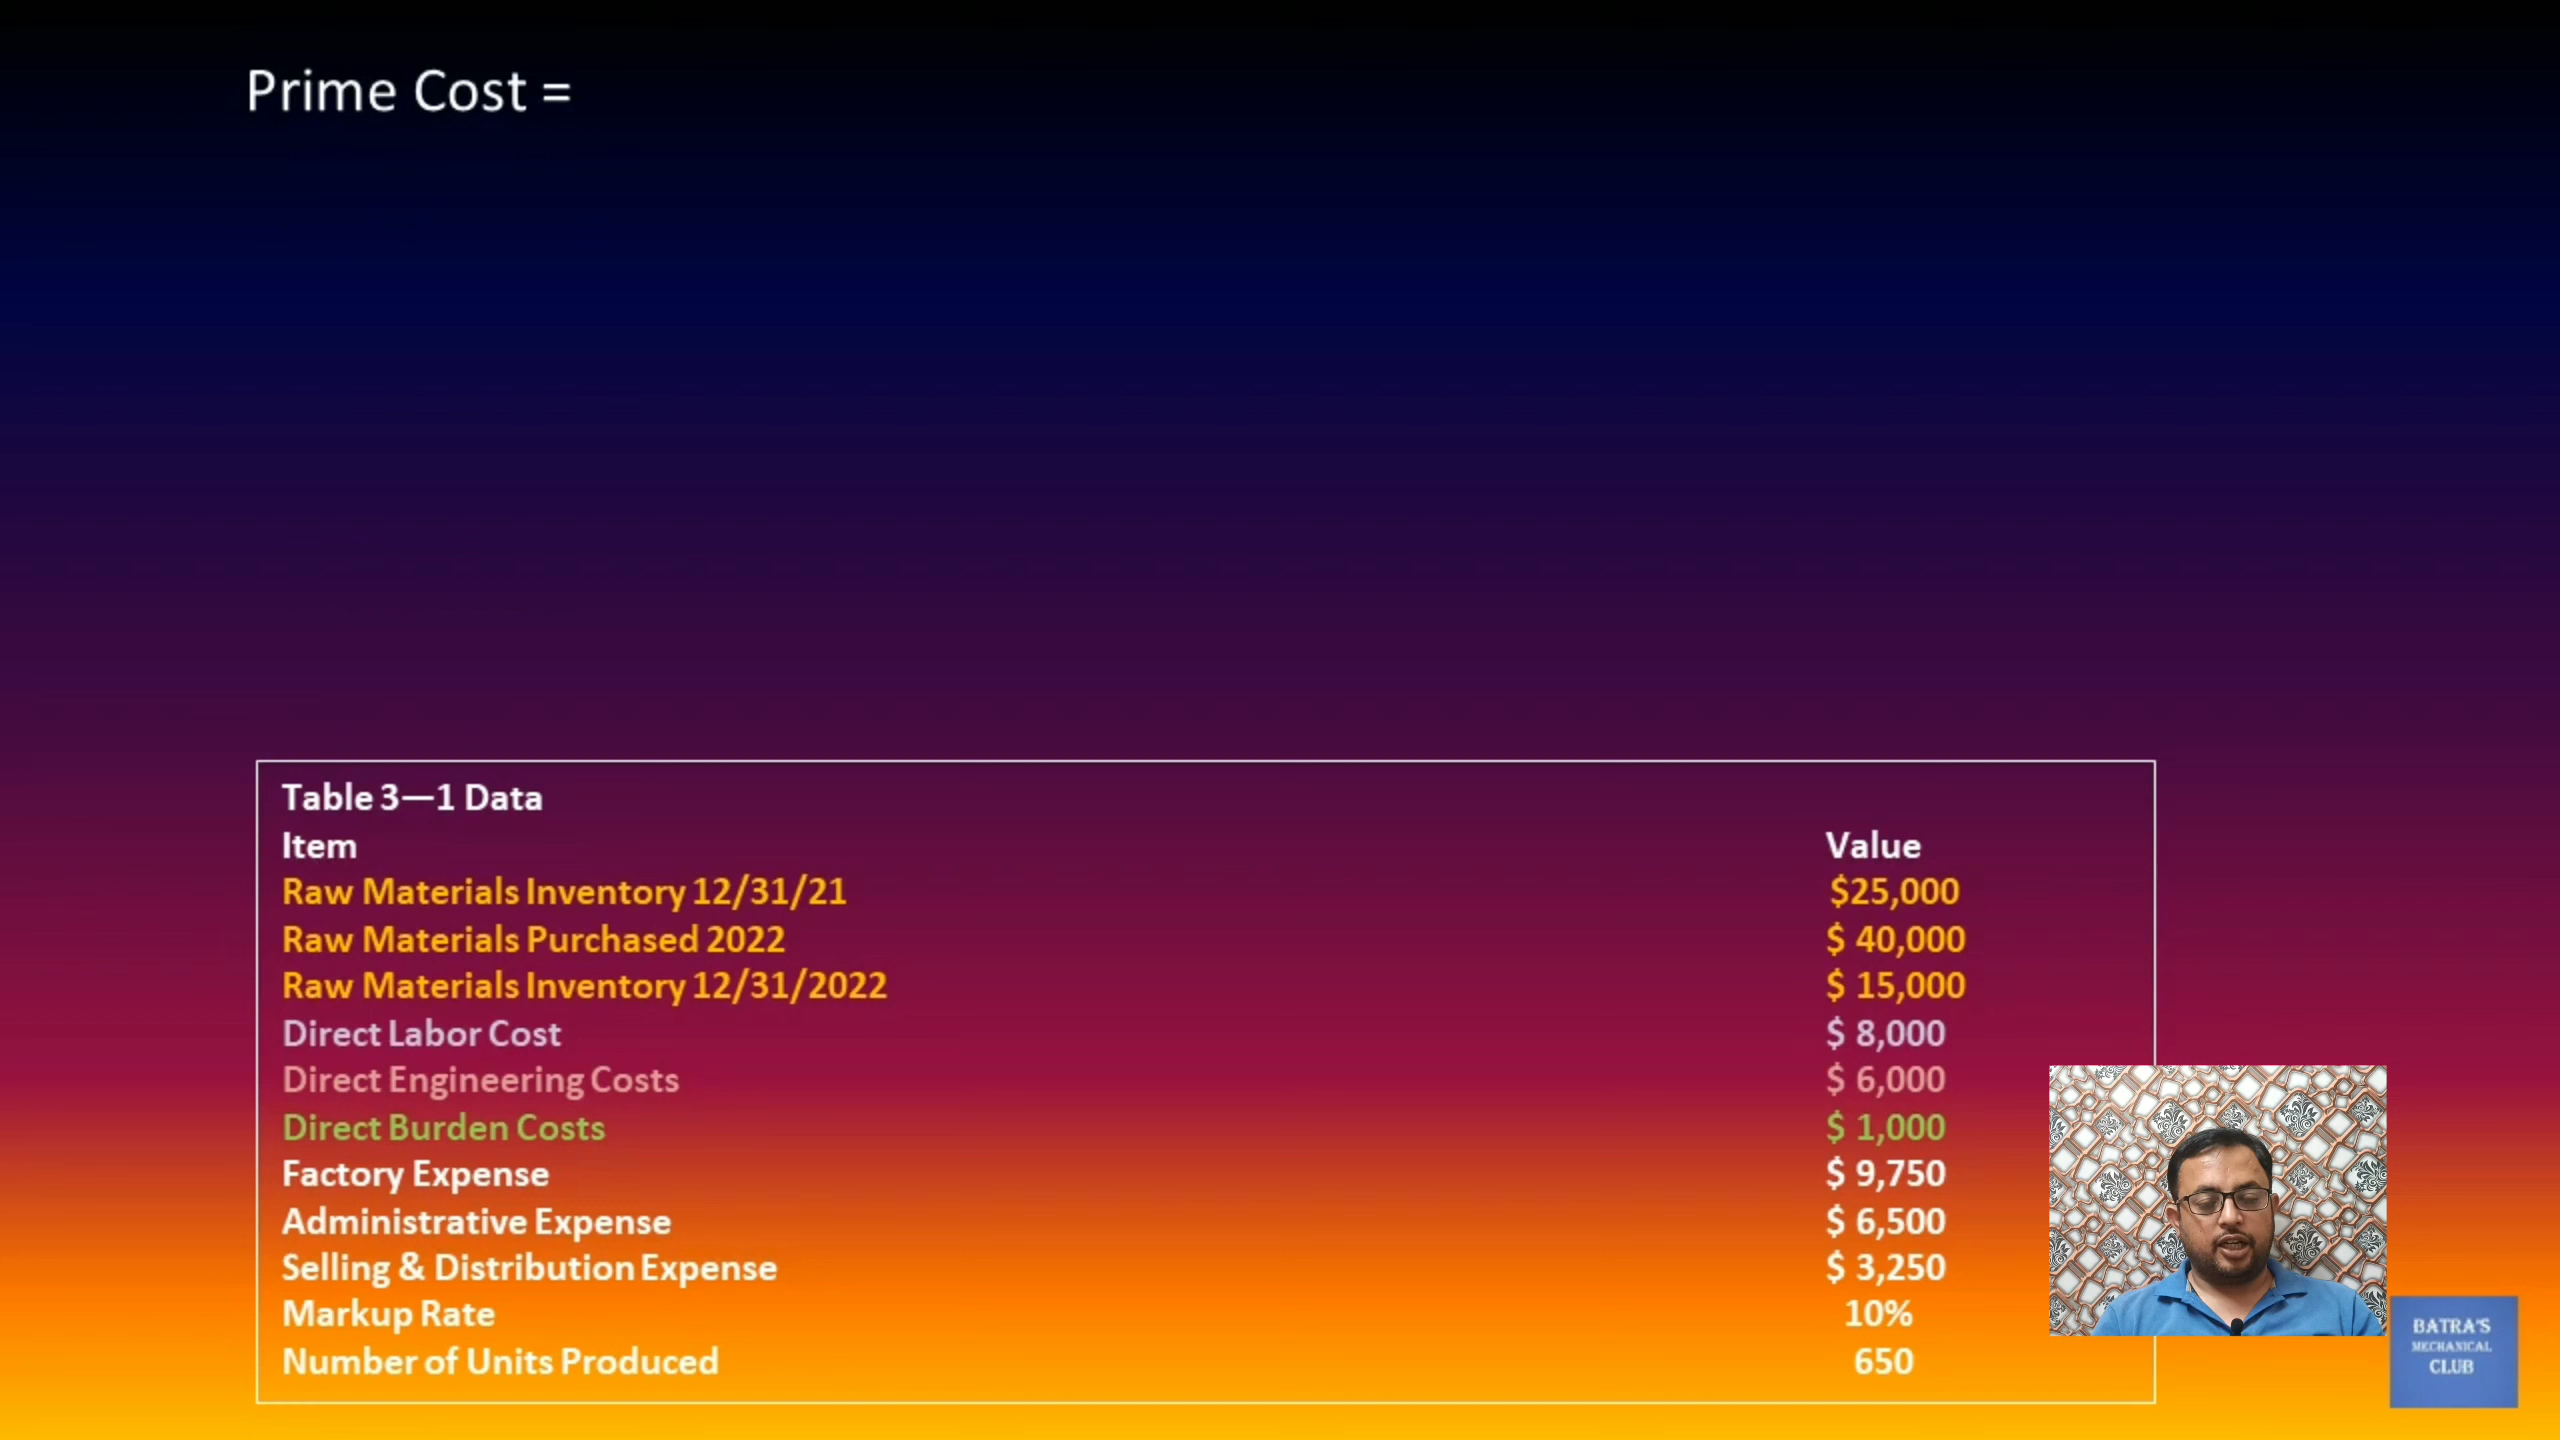 Prime Cost =
Table 3—1 Data
Item Value
Raw Materials Inventory 12/31/21 $25,000
Raw Materials Purchased 2022 $ 40,000
Raw Materials Inventory 12/31/2022 $ 15,000
Direct Labor Cost $ 8,000
Direct Engineering Costs $ 6,000
Direct Burden Costs $ 1,000
Factory Expense $ 9,750
Administrative Expense $ 6,500
Selling & Distribution Expense $ 3,250
Markup Rate 10%
Number of Units Produced 650
BATRA'S
MECHANICAL
CLUB